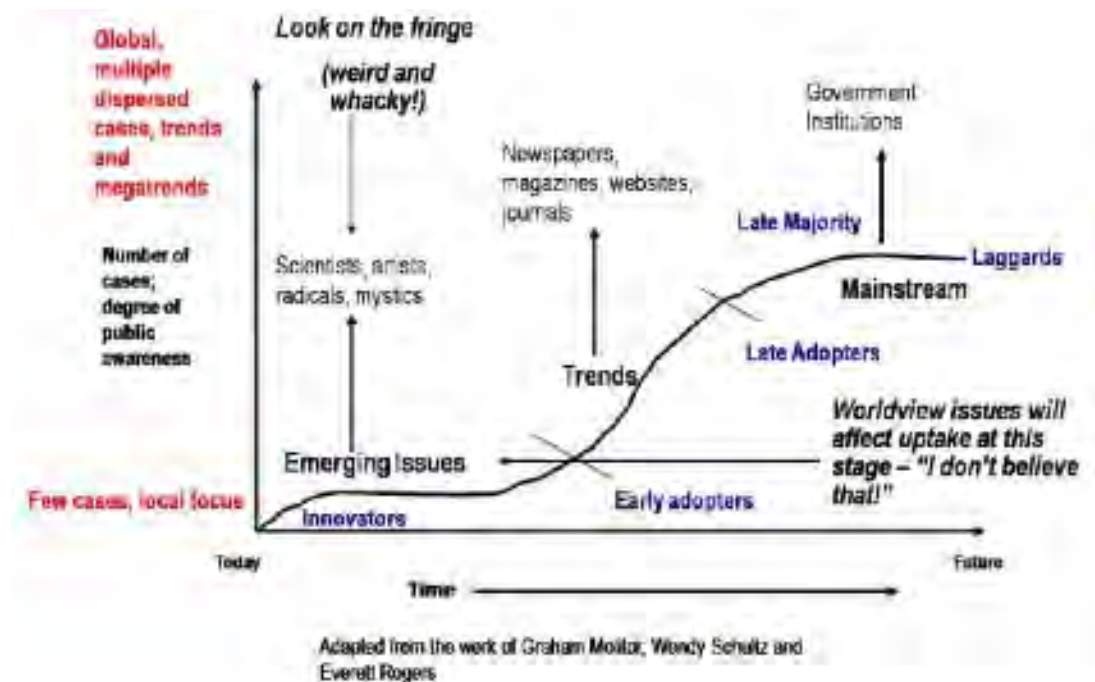 Look on the fringe
(weird and
whacky!)
Global,
multiple
dispersed
cases, trends
and
megatrends
Number of
cases;
degree of
public
awareness
Few cases, local focus
Scientists, artists,
radicals, mystics
Emerging Issues
Innovators
Newspapers,
magazines, websites,
journals
Trends
Early adopters
Government
Institutions
Late Majority
Laggards
Mainstream
Late Adopters
Worldview issues will
affect uptake at this
stage – "I don't believe
that!"
Today
Future
Time
Adapted from the work of Graham Molitor, Wendy Schultz and
Everett Rogers